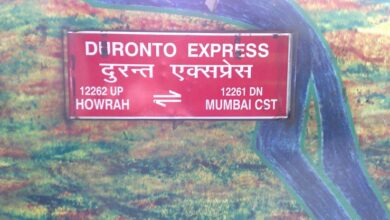 DURONTO EXPRESS
दुरन्त एक्सप्रेस
12262 UP 12261 DN
HOWRAH ⇌ MUMBAI CST